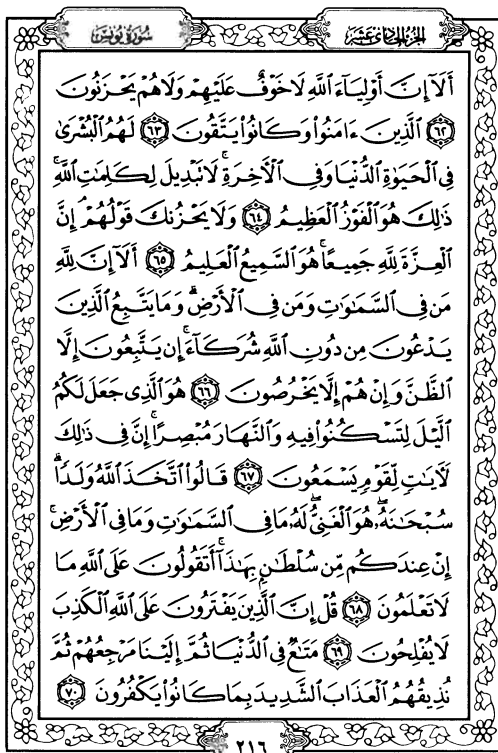 سورة يونس
الجزء الحادي عشر
أَلَآ إِنَّ أَوْلِيَآءَ ٱللَّهِ لَا خَوْفٌ عَلَيْهِمْ وَلَا هُمْ يَحْزَنُونَ
﴿٦٢﴾ ٱلَّذِينَ ءَامَنُوا۟ وَكَانُوا۟ يَتَّقُونَ ﴿٦٣﴾ لَهُمُ ٱلْبُشْرَىٰ
فِى ٱلْحَيَوٰةِ ٱلدُّنْيَا وَفِى ٱلْـَٔاخِرَةِ ۚ لَا تَبْدِيلَ لِكَلِمَٰتِ ٱللَّهِ ۚ
ذَٰلِكَ هُوَ ٱلْفَوْزُ ٱلْعَظِيمُ ﴿٦٤﴾ وَلَا يَحْزُنكَ قَوْلُهُمْ ۘ إِنَّ
ٱلْعِزَّةَ لِلَّهِ جَمِيعًا ۚ هُوَ ٱلسَّمِيعُ ٱلْعَلِيمُ ﴿٦٥﴾ أَلَآ إِنَّ لِلَّهِ
مَن فِى ٱلسَّمَٰوَٰتِ وَمَن فِى ٱلْأَرْضِ ۗ وَمَا يَتَّبِعُ ٱلَّذِينَ
يَدْعُونَ مِن دُونِ ٱللَّهِ شُرَكَآءَ ۚ إِن يَتَّبِعُونَ إِلَّا
ٱلظَّنَّ وَإِنْ هُمْ إِلَّا يَخْرُصُونَ ﴿٦٦﴾ هُوَ ٱلَّذِى جَعَلَ لَكُمُ
ٱلَّيْلَ لِتَسْكُنُوا۟ فِيهِ وَٱلنَّهَارَ مُبْصِرًا ۚ إِنَّ فِى ذَٰلِكَ
لَـَٔايَٰتٍ لِّقَوْمٍ يَسْمَعُونَ ﴿٦٧﴾ قَالُوا۟ ٱتَّخَذَ ٱللَّهُ وَلَدًا ۗ
سُبْحَٰنَهُۥ ۖ هُوَ ٱلْغَنِىُّ ۖ لَهُۥ مَا فِى ٱلسَّمَٰوَٰتِ وَمَا فِى ٱلْأَرْضِ ۚ
إِنْ عِندَكُم مِّن سُلْطَٰنٍۭ بِهَٰذَآ ۚ أَتَقُولُونَ عَلَى ٱللَّهِ مَا
لَا تَعْلَمُونَ ﴿٦٨﴾ قُلْ إِنَّ ٱلَّذِينَ يَفْتَرُونَ عَلَى ٱللَّهِ ٱلْكَذِبَ
لَا يُفْلِحُونَ ﴿٦٩﴾ مَتَٰعٌ فِى ٱلدُّنْيَا ثُمَّ إِلَيْنَا مَرْجِعُهُمْ ثُمَّ
نُذِيقُهُمُ ٱلْعَذَابَ ٱلشَّدِيدَ بِمَا كَانُوا۟ يَكْفُرُونَ ﴿٧٠﴾
٢١٦